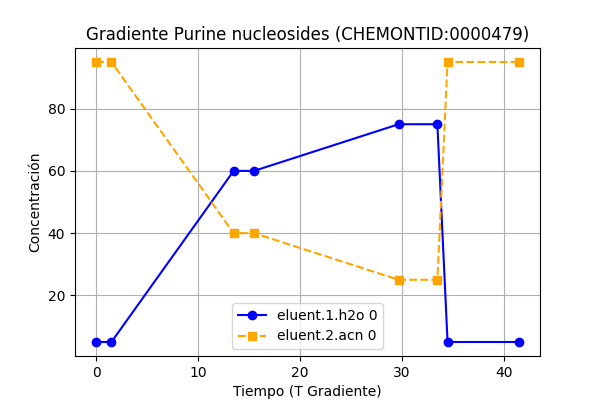 Gradiente Purine nucleosides (CHEMONTID:0000479)
Concentración
80
60
40
20
eluent.1.h2o 0
eluent.2.acn 0
0 10 20 30 40
Tiempo (T Gradiente)